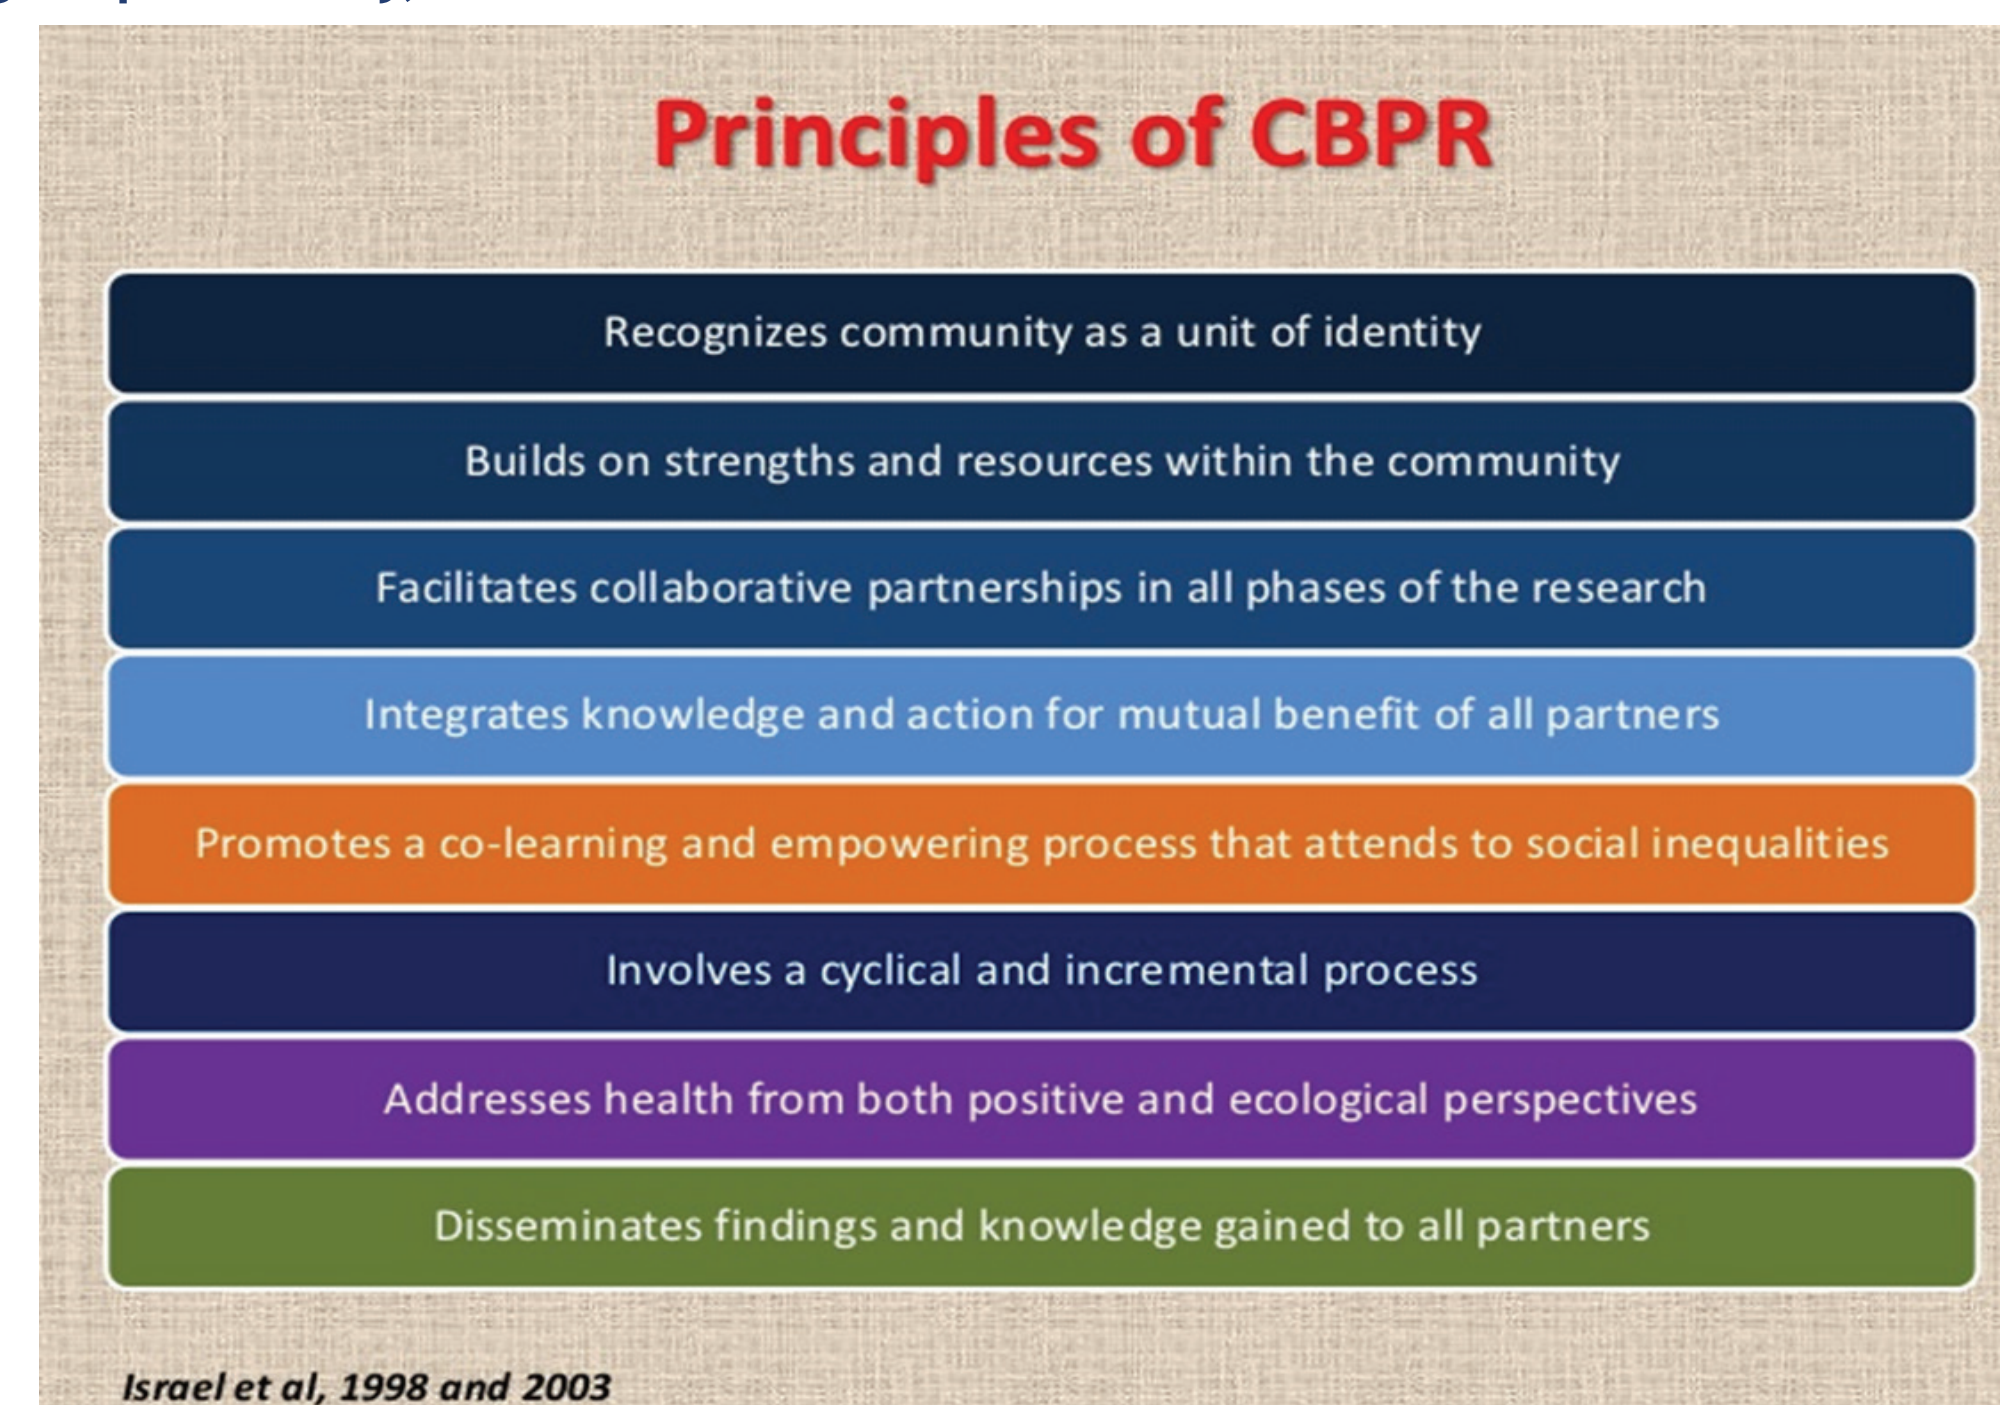 Principles of CBPR
Recognizes community as a unit of identity
Builds on strengths and resources within the community
Facilitates collaborative partnerships in all phases of the research
Integrates knowledge and action for mutual benefit of all partners
Promotes a co-learning and empowering process that attends to social inequalities
Involves a cyclical and incremental process
Addresses health from both positive and ecological perspectives
Disseminates findings and knowledge gained to all partners
Israel et al, 1998 and 2003